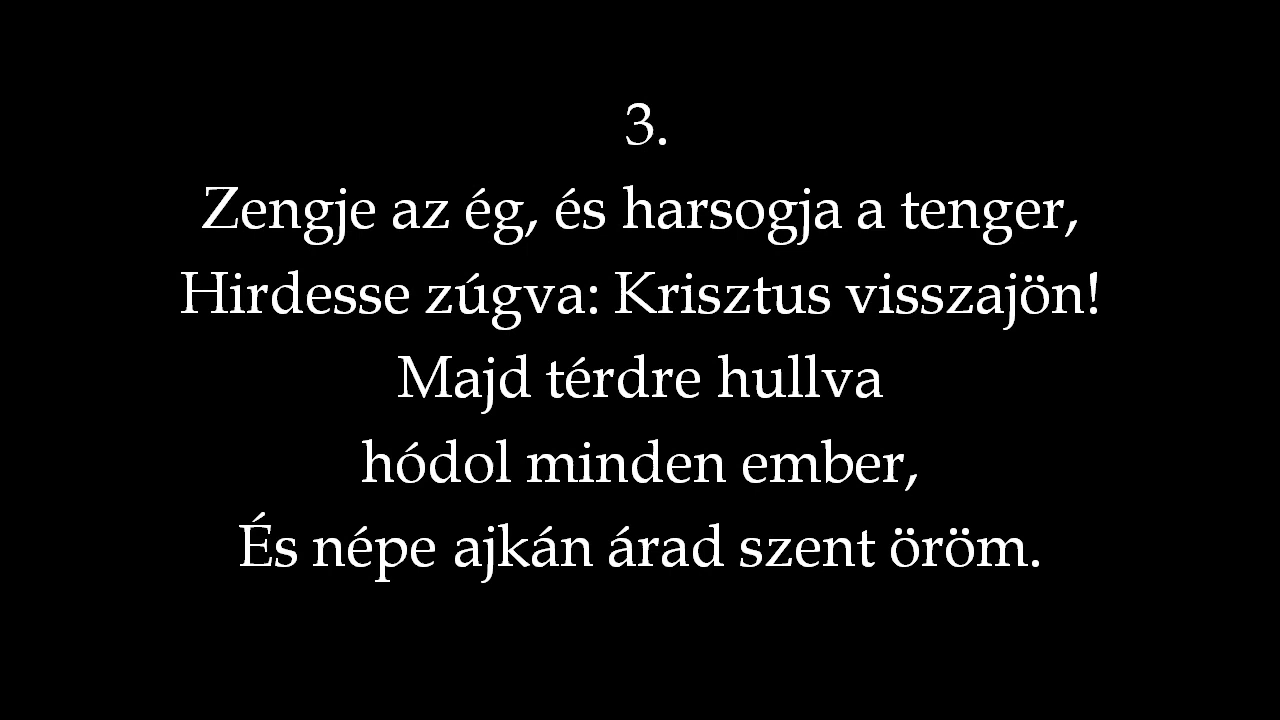 3.
Zengje az ég, és harsogja a tenger,
Hirdesse zúgva: Krisztus visszajön!
Majd térdre hullva
hódol minden ember,
És népe ajkán árad szent öröm.